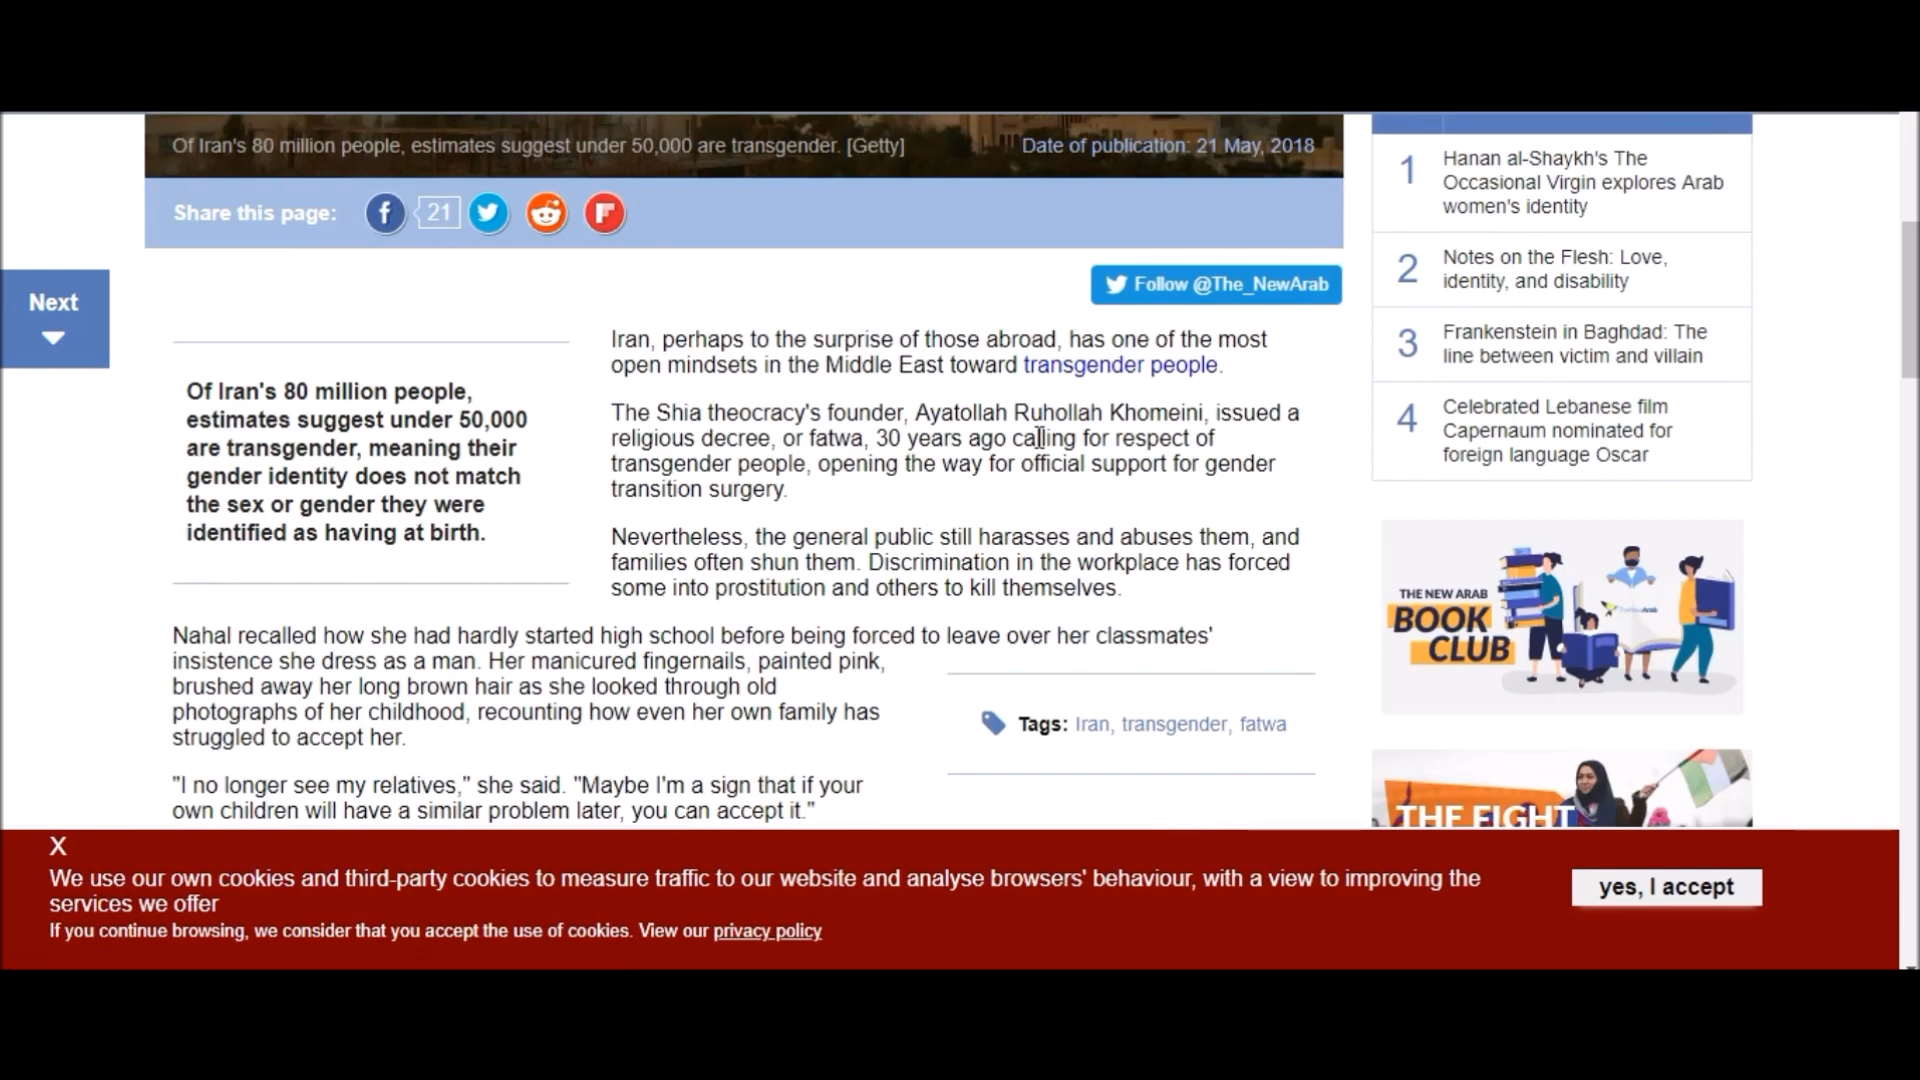 Of Iran's 80 million people, estimates suggest under 50,000 are transgender. [Getty]
Date of publication: 21 May, 2018
Share this page:
21
Follow @The_NewArab
Next
Of Iran's 80 million people,
estimates suggest under 50,000
are transgender, meaning their
gender identity does not match
the sex or gender they were
identified as having at birth.
Iran, perhaps to the surprise of those abroad, has one of the most
open mindsets in the Middle East toward transgender people.
The Shia theocracy's founder, Ayatollah Ruhollah Khomeini, issued a
religious decree, or fatwa, 30 years ago calling for respect of
transgender people, opening the way for official support for gender
transition surgery.
Nevertheless, the general public still harasses and abuses them, and
families often shun them. Discrimination in the workplace has forced
some into prostitution and others to kill themselves.
Nahal recalled how she had hardly started high school before being forced to leave over her classmates'
insistence she dress as a man. Her manicured fingernails, painted pink,
brushed away her long brown hair as she looked through old
photographs of her childhood, recounting how even her own family has
struggled to accept her.
Tags: Iran, transgender, fatwa
"I no longer see my relatives," she said. "Maybe I'm a sign that if your
own children will have a similar problem later, you can accept it."
1
Hanan al-Shaykh's The
Occasional Virgin explores Arab
women's identity
2
Notes on the Flesh: Love,
identity, and disability
3
Frankenstein in Baghdad: The
line between victim and villain
4
Celebrated Lebanese film
Capernaum nominated for
foreign language Oscar
THE NEW ARAB
BOOK
CLUB
THE FIGHT
X
We use our own cookies and third-party cookies to measure traffic to our website and analyse browsers' behaviour, with a view to improving the
services we offer
If you continue browsing, we consider that you accept the use of cookies. View our privacy policy
yes, I accept